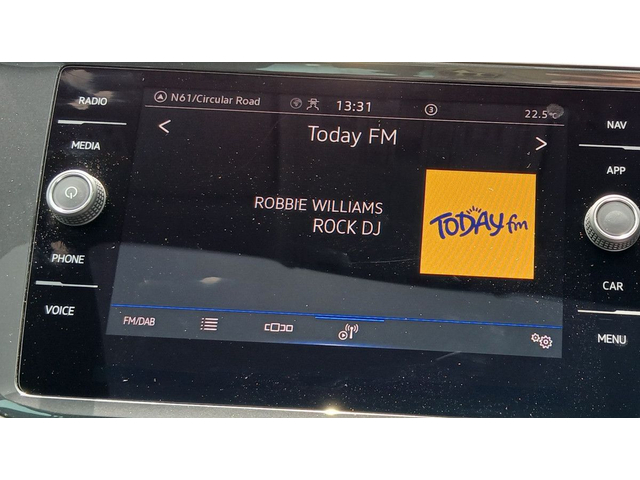 RADIO
MEDIA
PHONE
VOICE
N61/Circular Road
13:31
3
22.5°C
<
Today FM
>
ROBBIE WILLIAMS
ROCK DJ
TODAY fm
FM/DAB
NAV
APP
CAR
MENU